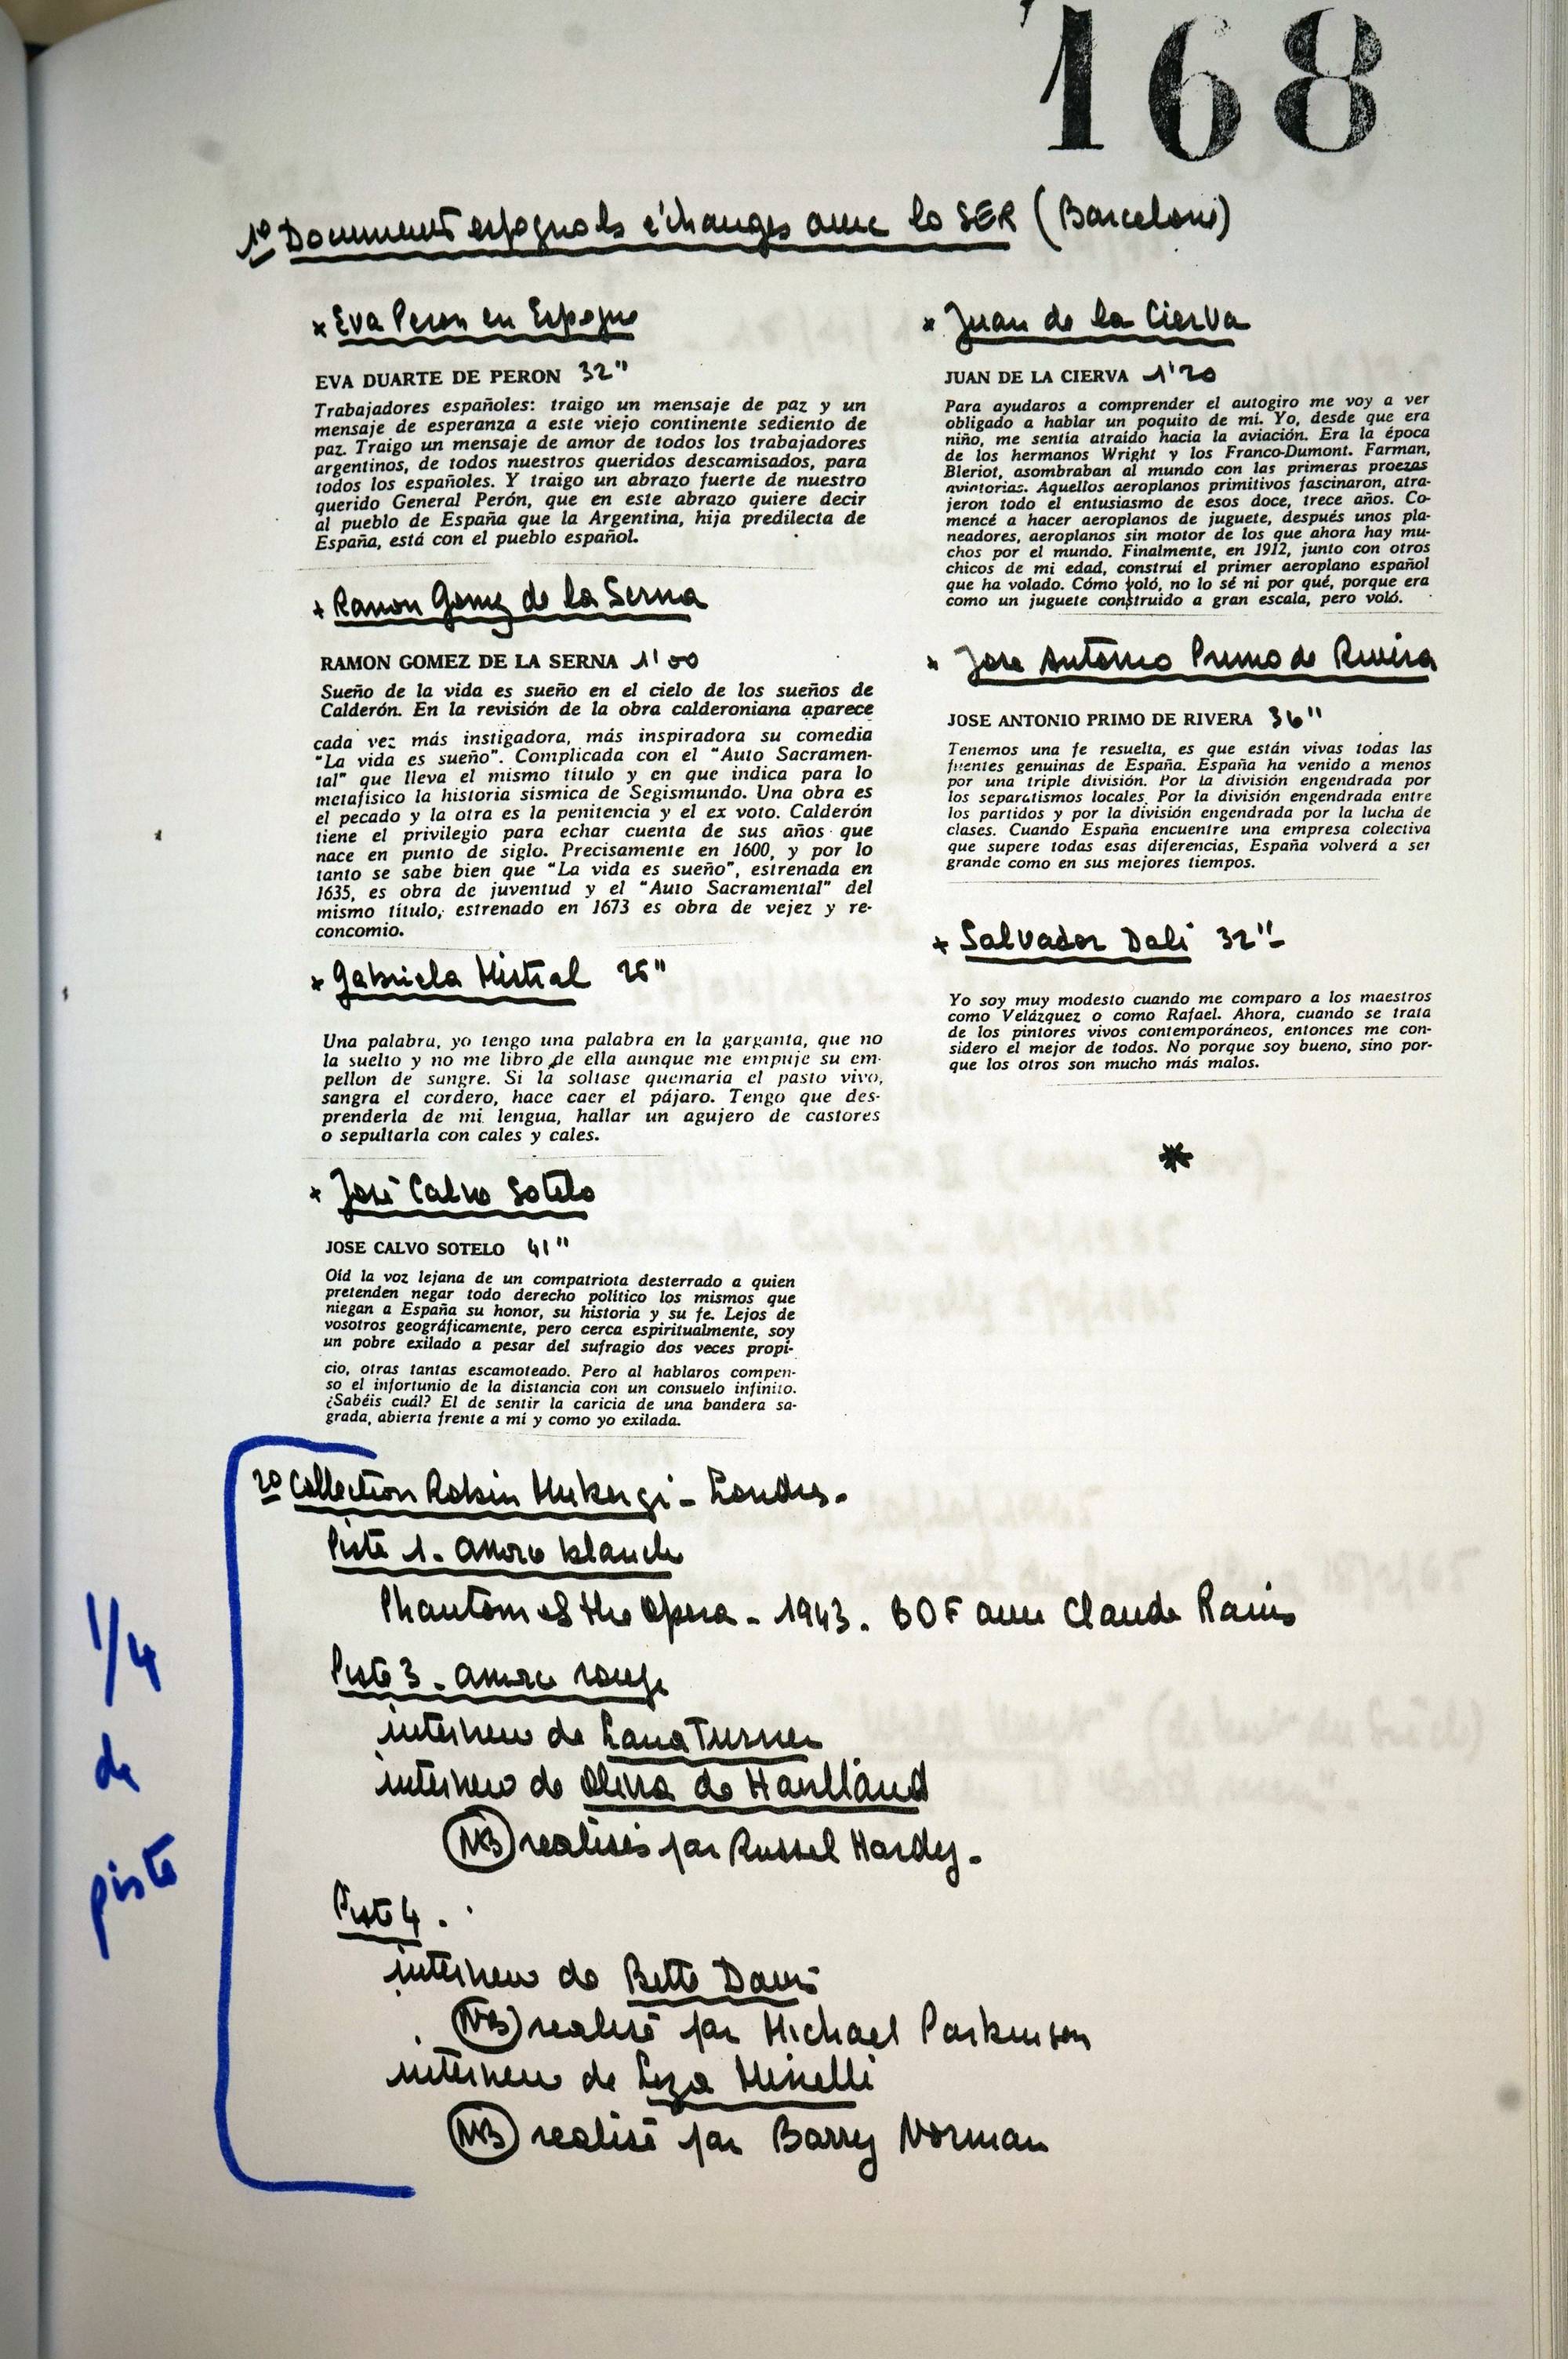 168
1º Documents espagnols échanges avec la SER (Barcelone)
* Eva Peron en Espagne
EVA DUARTE DE PERON 32"
Trabajadores españoles: traigo un mensaje de paz y un
mensaje de esperanza a este viejo continente sediento de
paz. Traigo un mensaje de amor de todos los trabajadores
argentinos, de todos nuestros queridos descamisados, para
todos los españoles. Y traigo un abrazo fuerte de nuestro
querido General Perón, que en este abrazo quiere decir
al pueblo de España que la Argentina, hija predilecta de
España, está con el pueblo español.
* Ramon Gomez de la Serna
RAMON GOMEZ DE LA SERNA 1'00
Sueño de la vida es sueño en el cielo de los sueños de
Calderón. En la revisión de la obra calderoniana aparece
cada vez más instigadora, más inspiradora su comedia
"La vida es sueño". Complicada con el "Auto Sacramen-
tal" que lleva el mismo título y en que indica para lo
metafísico la historia sísmica de Segismundo. Una obra es
el pecado y la otra es la penitencia y el ex voto. Calderón
tiene el privilegio para echar cuenta de sus años que
nace en punto de siglo. Precisamente en 1600, y por lo
tanto se sabe bien que "La vida es sueño", estrenada en
1635, es obra de juventud y el "Auto Sacramental" del
mismo título, estrenado en 1673 es obra de vejez y re-
concomio.
* Gabriela Mistral 25"
Una palabra, yo tengo una palabra en la garganta, que no
la suelto y no me libro de ella aunque me empuje su em-
pellon de sangre. Si la soltase quemaría el pasto vivo,
sangra el cordero, hace caer el pájaro. Tengo que des-
prenderla de mi lengua, hallar un agujero de castores
o sepultarla con cales y cales.
* José Calvo Sotelo
JOSE CALVO SOTELO 41"
Oíd la voz lejana de un compatriota desterrado a quien
pretenden negar todo derecho político los mismos que
niegan a España su honor, su historia y su fe. Lejos de
vosotros geográficamente, pero cerca espiritualmente, soy
un pobre exilado a pesar del sufragio dos veces propi-
cio, otras tantas escamoteado. Pero al hablaros compen-
so el infortunio de la distancia con un consuelo infinito.
¿Sabéis cuál? El de sentir la caricia de una bandera sa-
grada, abierta frente a mí y como yo exilada.
* Juan de la Cierva
JUAN DE LA CIERVA 1'20
Para ayudaros a comprender el autogiro me voy a ver
obligado a hablar un poquito de mí. Yo, desde que era
niño, me sentía atraído hacia la aviación. Era la época
de los hermanos Wright y los Franco-Dumont. Farman,
Bleriot, asombraban al mundo con las primeras proezas
aviatorias. Aquellos aeroplanos primitivos fascinaron, atra-
jeron todo el entusiasmo de esos doce, trece años. Co-
mencé a hacer aeroplanos de juguete, después unos pla-
neadores, aeroplanos sin motor de los que ahora hay mu-
chos por el mundo. Finalmente, en 1912, junto con otros
chicos de mi edad, construí el primer aeroplano español
que ha volado. Cómo voló, no lo sé ni por qué, porque era
como un juguete construido a gran escala, pero voló.
* Jose Antonio Primo de Rivera
JOSE ANTONIO PRIMO DE RIVERA 36"
Tenemos una fe resuelta, es que están vivas todas las
fuentes genuinas de España. España ha venido a menos
por una triple división. Por la división engendrada por
los separatismos locales. Por la división engendrada entre
los partidos y por la división engendrada por la lucha de
clases. Cuando España encuentre una empresa colectiva
que supere todas esas diferencias, España volverá a ser
grande como en sus mejores tiempos.
* Salvador Dali 32"
Yo soy muy modesto cuando me comparo a los maestros
como Velázquez o como Rafael. Ahora, cuando se trata
de los pintores vivos contemporáneos, entonces me con-
sidero el mejor de todos. No porque soy bueno, sino por-
que los otros son mucho más malos.
*
1/4
de
piste
2º Collection Robin Mukergi - Londres.
Piste 1. amorce blanche
Phantom of the Opera - 1943. BOF avec Claude Rains
Piste 3. amorce rouge
interview de Lana Turner
interview de Olivia de Havilland
NB realisés par Russel Hardy.
Piste 4.
interview de Bette Davis
NB realisé par Michael Parkinson
interview de Liza Minelli
NB realisé par Barry Norman